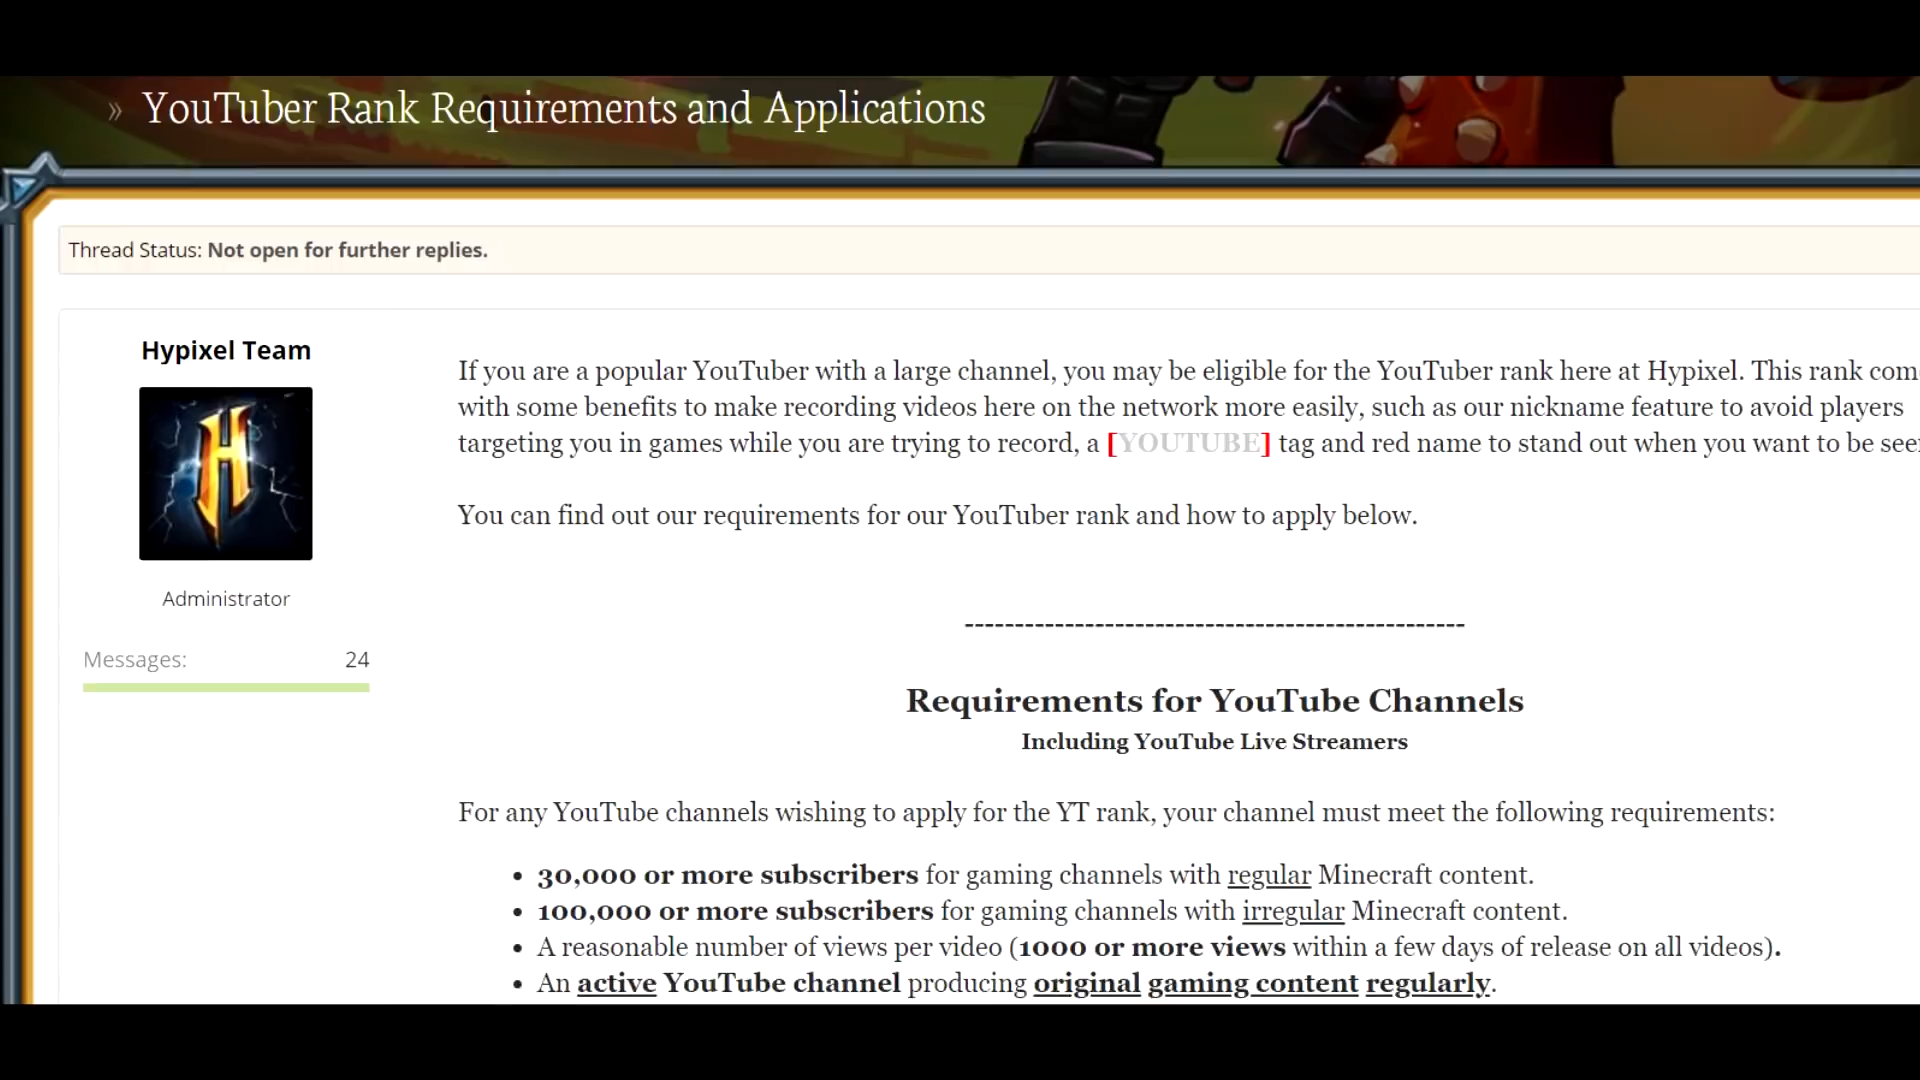 » YouTuber Rank Requirements and Applications
Thread Status: Not open for further replies.
Hypixel Team
H
Administrator
Messages: 24
If you are a popular YouTuber with a large channel, you may be eligible for the YouTuber rank here at Hypixel. This rank
with some benefits to make recording videos here on the network more easily, such as our nickname feature to avoid players
targeting you in games while you are trying to record, a [YOUTUBE] tag and red name to stand out when you want to be
You can find out our requirements for our YouTuber rank and how to apply below.
--------------------------------------------------
Requirements for YouTube Channels
Including YouTube Live Streamers
For any YouTube channels wishing to apply for the YT rank, your channel must meet the following requirements:
• 30,000 or more subscribers for gaming channels with regular Minecraft content.
• 100,000 or more subscribers for gaming channels with irregular Minecraft content.
• A reasonable number of views per video (1000 or more views within a few days of release on all videos).
• An active YouTube channel producing original gaming content regularly.